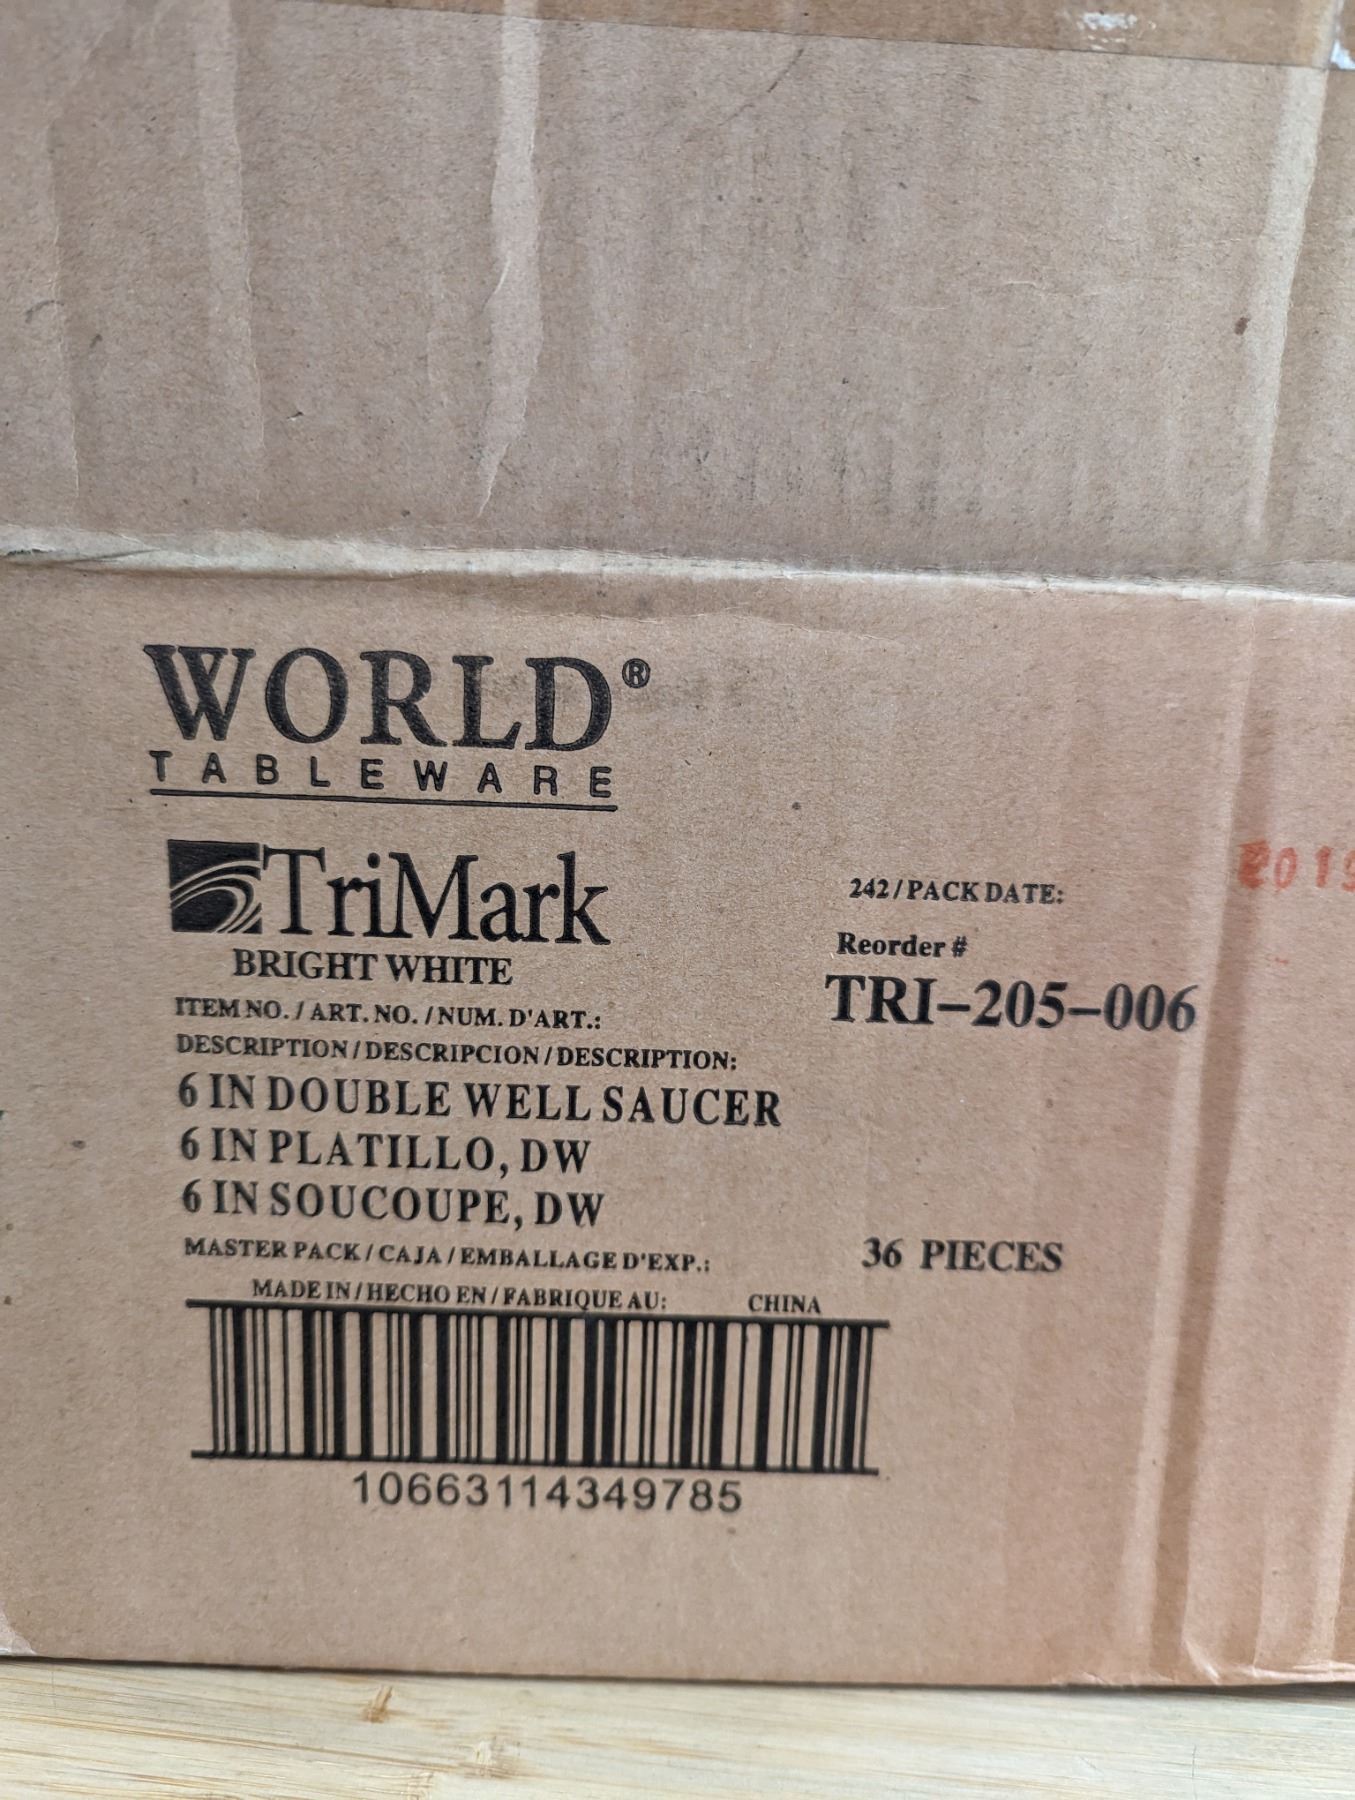 WORLD®
TABLEWARE
TriMark
BRIGHT WHITE
242/PACK DATE:
Reorder #
TRI-205-006
ITEM NO./ART. NO./NUM. D'ART.:
DESCRIPTION/DESCRIPCION/DESCRIPTION:
6 IN DOUBLE WELL SAUCER
6 IN PLATILLO, DW
6 IN SOUCOUPE, DW
MASTER PACK/CAJA/EMBALLAGE D'EXP.: 36 PIECES
MADE IN/HECHO EN/FABRIQUE AU: CHINA
10663114349785